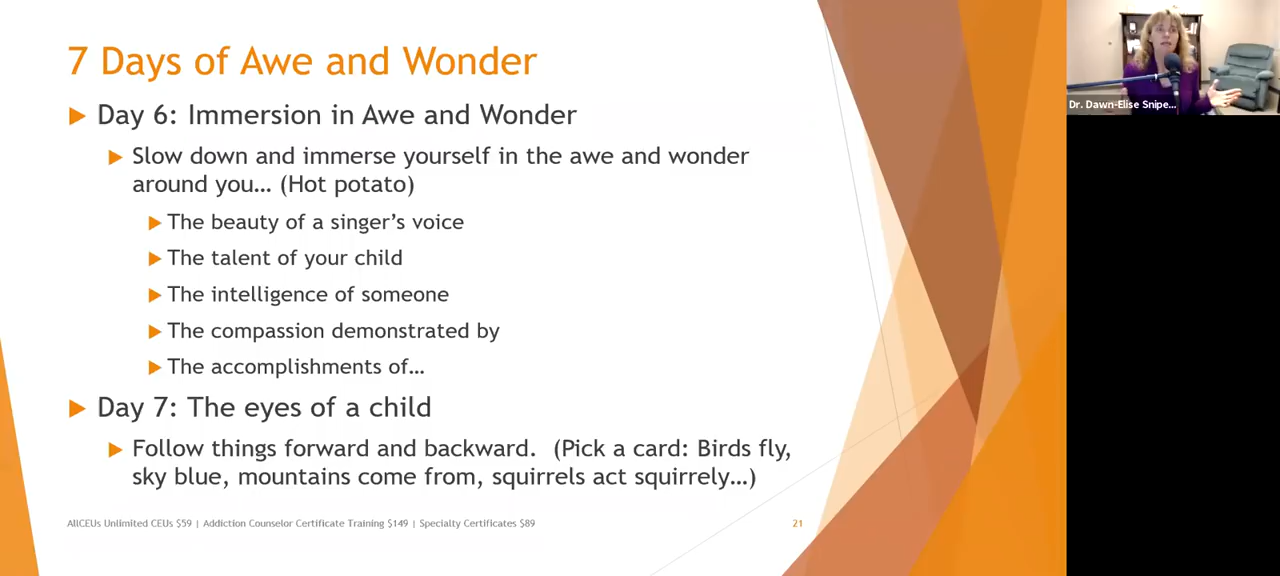 7 Days of Awe and Wonder
Day 6: Immersion in Awe and Wonder
Slow down and immerse yourself in the awe and wonder
around you… (Hot potato)
The beauty of a singer’s voice
The talent of your child
The intelligence of someone
The compassion demonstrated by
The accomplishments of…
Day 7: The eyes of a child
Follow things forward and backward.  (Pick a card: Birds fly,
sky blue, mountains come from, squirrels act squirrely…)
AllCEUs Unlimited CEUs $59 | Addiction Counselor Certificate Training $149 | Specialty Certificates $89
21
Dr. Dawn-Elise Snipe...